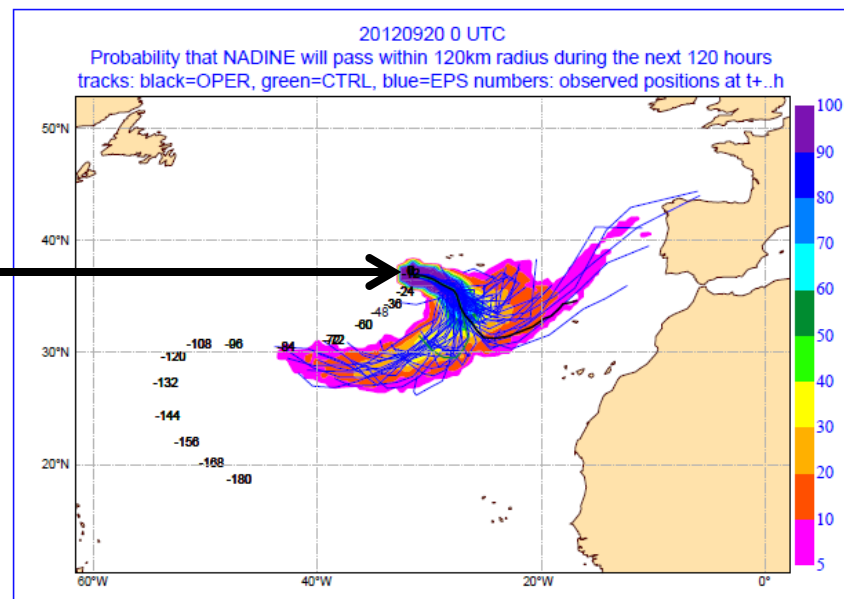 20120920 0 UTC
Probability that NADINE will pass within 120km radius during the next 120 hours
tracks: black=OPER, green=CTRL, blue=EPS numbers: observed positions at t+..h
50°N
40°N
30°N
20°N
60°W
40°W
20°W
0°
-24
-36
-48
-60
-72
-84
-96
-108
-120
-132
-144
-156
-168
-180
100
90
80
70
60
50
40
30
20
10
5